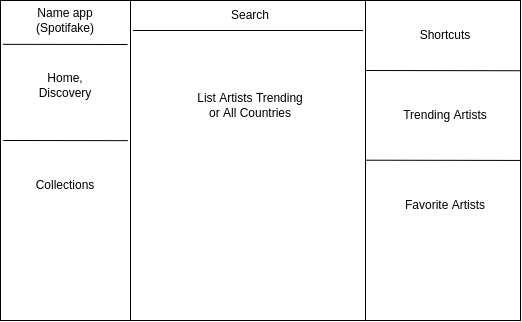 Name app
(Spotifake)
Home,
Discovery
Collections
Search
List Artists Trending
or All Countries
Shortcuts
Trending Artists
Favorite Artists